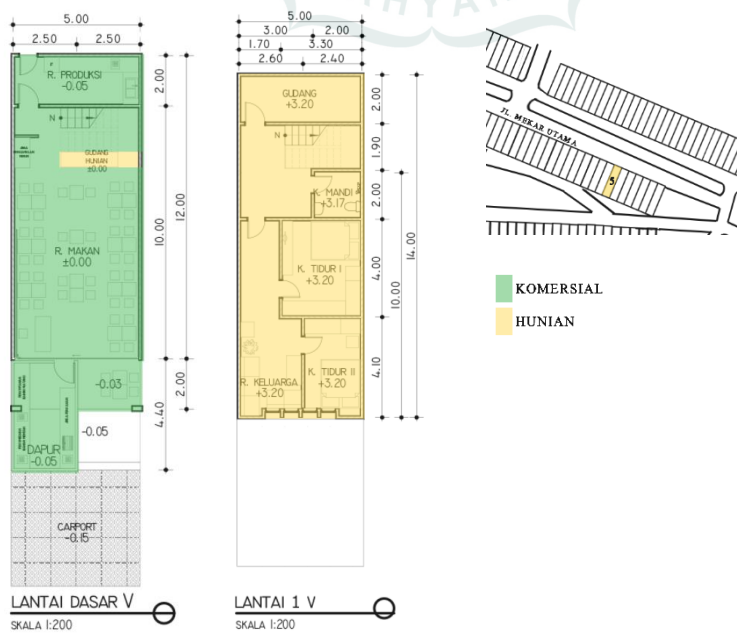 HYA
5.00
2.50 2.50
R. PRODUKSI
-0.05
2.00
N
GUDANG
HUNIAN
±0.00
12.00
10.00
R. MAKAN
±0.00
-0.03
2.00
4.40
-0.05
DAPUR
-0.05
CARPORT
-0.15
LANTAI DASAR V
SKALA 1:200
5.00
3.00 2.00
1.70 3.30
2.60 2.40
GUDANG
+3.20
2.00
N
1.90
K. MANDI
+3.17
2.00
K. TIDUR I
+3.20
4.00
14.00
10.00
R. KELUARGA
+3.20
K. TIDUR II
+3.20
4.10
LANTAI 1 V
SKALA 1:200
JL. MEKAR UTAMA
5
KOMERSIAL
HUNIAN